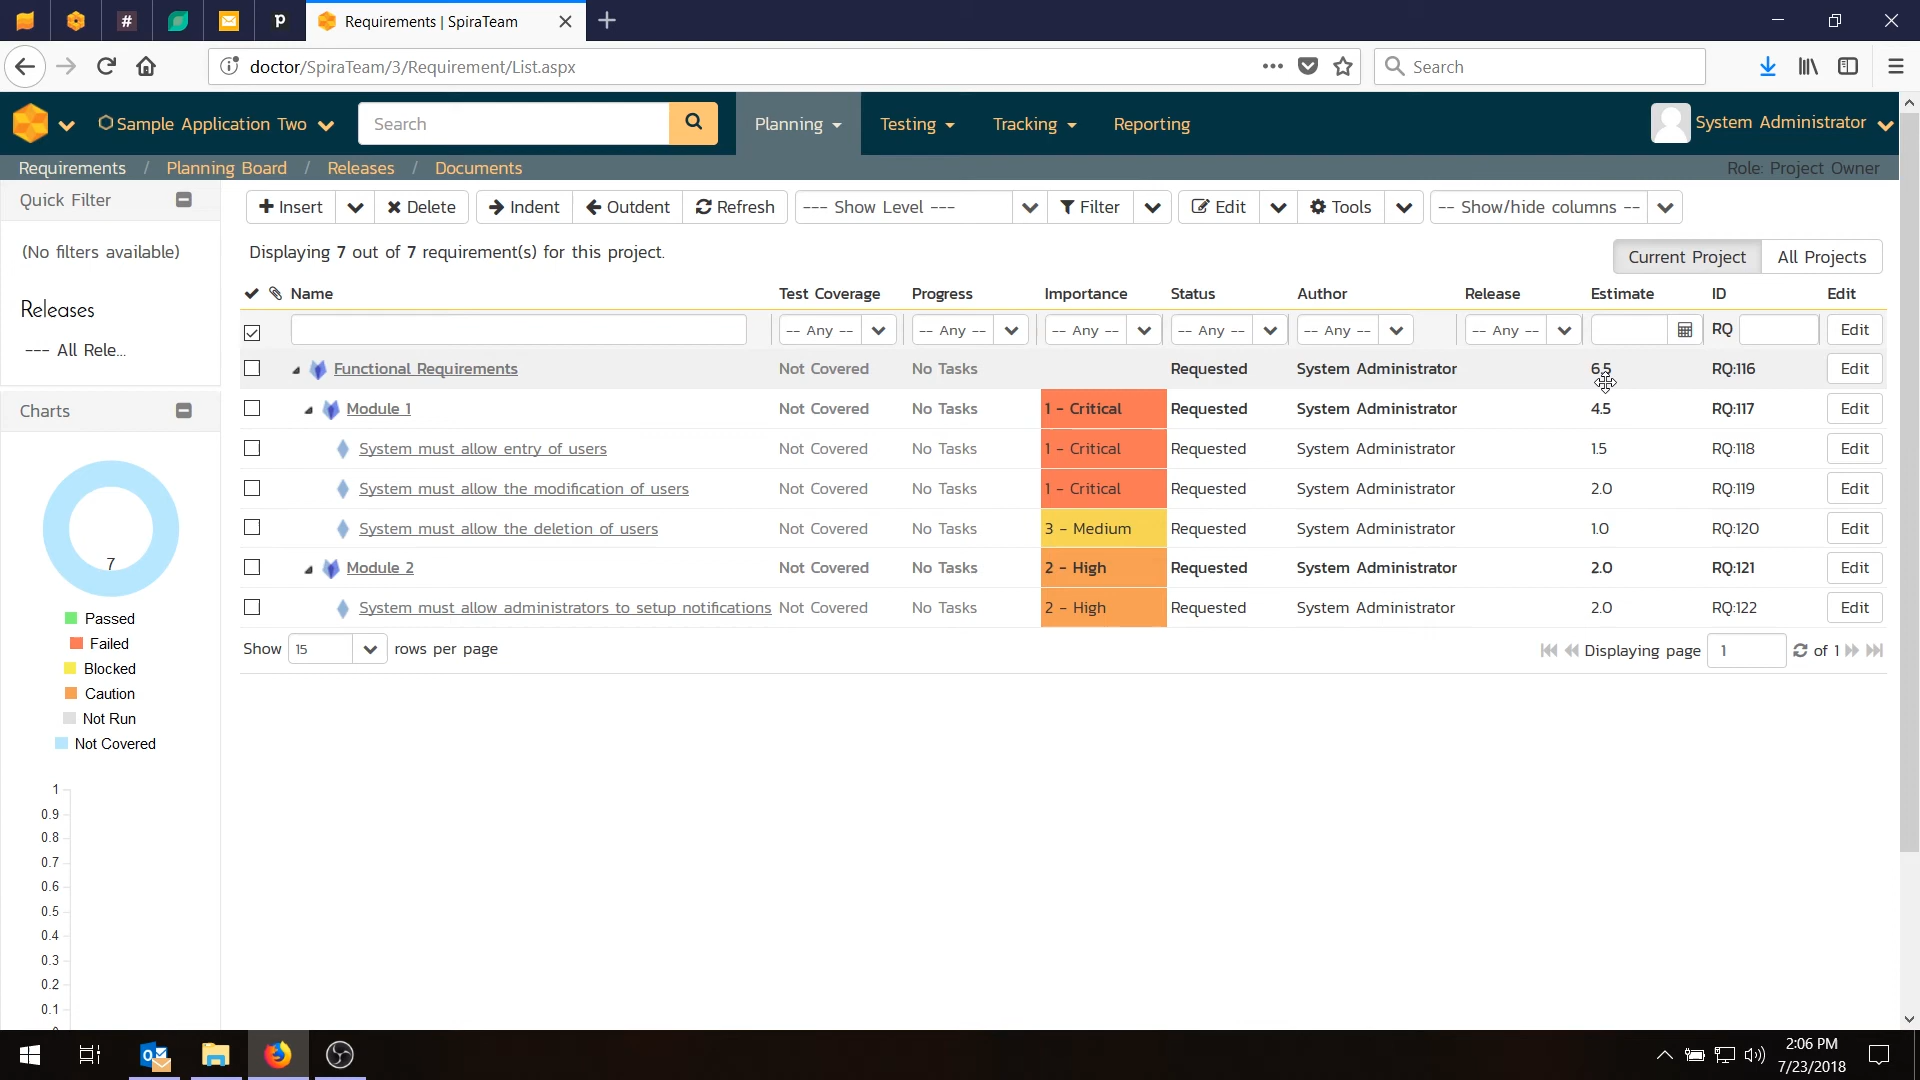 # p Requirements | SpiraTeam
doctor/SpiraTeam/3/Requirement/List.aspx Search
Sample Application Two Search Planning Testing Tracking Reporting System Administrator
Requirements / Planning Board / Releases / Documents Role: Project Owner
Quick Filter
(No filters available)
Releases
--- All Rele...
Charts
7
Passed
Failed
Blocked
Caution
Not Run
Not Covered
1
0.9
0.8
0.7
0.6
0.5
0.4
0.3
0.2
0.1
Insert Delete Indent Outdent Refresh --- Show Level --- Filter Edit Tools -- Show/hide columns --
Displaying 7 out of 7 requirement(s) for this project.
Current Project All Projects
Name Test Coverage Progress Importance Status Author Release Estimate ID Edit
-- Any -- -- Any -- -- Any -- -- Any -- -- Any -- -- Any -- RQ Edit
Functional Requirements Not Covered No Tasks Requested System Administrator 6.5 RQ:116 Edit
Module 1 Not Covered No Tasks 1 - Critical Requested System Administrator 4.5 RQ:117 Edit
System must allow entry of users Not Covered No Tasks 1 - Critical Requested System Administrator 1.5 RQ:118 Edit
System must allow the modification of users Not Covered No Tasks 1 - Critical Requested System Administrator 2.0 RQ:119 Edit
System must allow the deletion of users Not Covered No Tasks 3 - Medium Requested System Administrator 1.0 RQ:120 Edit
Module 2 Not Covered No Tasks 2 - High Requested System Administrator 2.0 RQ:121 Edit
System must allow administrators to setup notifications Not Covered No Tasks 2 - High Requested System Administrator 2.0 RQ:122 Edit
Show 15 rows per page Displaying page 1 of 1
2:06 PM
7/23/2018